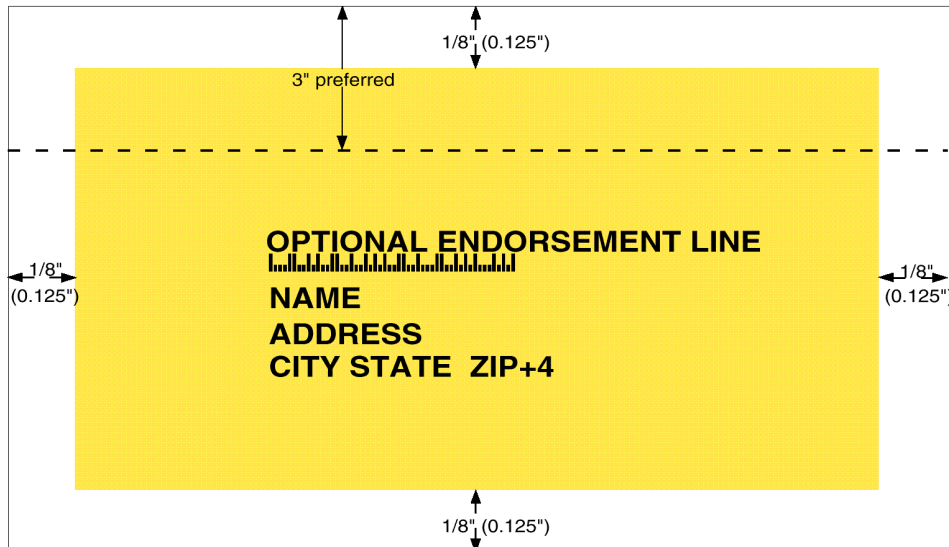 1/8" (0.125")
3" preferred
OPTIONAL ENDORSEMENT LINE
1/8"
(0.125")
1/8"
(0.125")
NAME
ADDRESS
CITY STATE ZIP+4
1/8" (0.125")